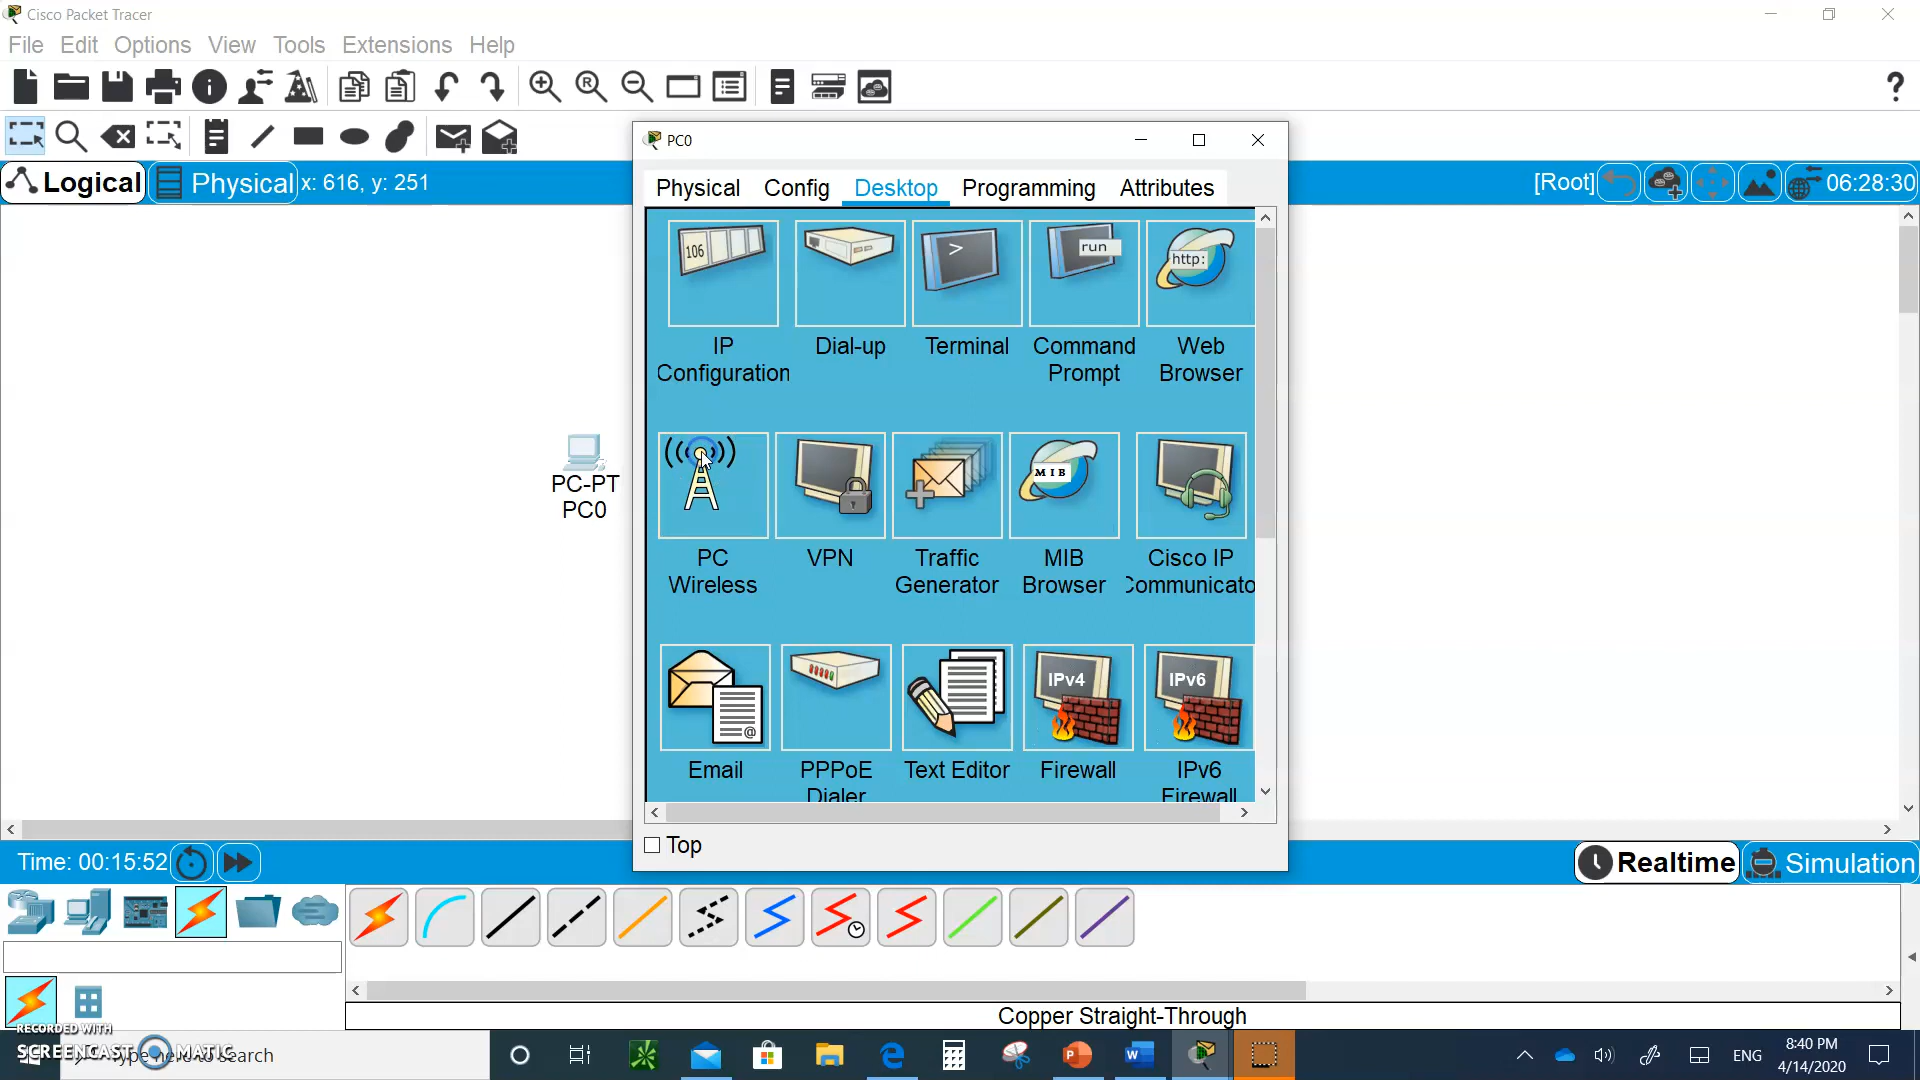 Cisco Packet Tracer
File Edit Options View Tools Extensions Help
?
Logical Physical x: 616, y: 251
[Root] 06:28:30
PC0
Physical Config Desktop Programming Attributes
106
>
run
http:
IP Configuration
Dial-up
Terminal
Command Prompt
Web Browser
MIB
PC Wireless
VPN
Traffic Generator
MIB Browser
Cisco IP Communicato
@
IPv4
IPv6
Email
PPPoE Dialer
Text Editor
Firewall
IPv6 Firewall
Top
PC-PT
PC0
Time: 00:15:52
Realtime Simulation
Copper Straight-Through
RECORDED WITH
SCREENCAST MATIC
Type here to search
ENG
8:40 PM
4/14/2020